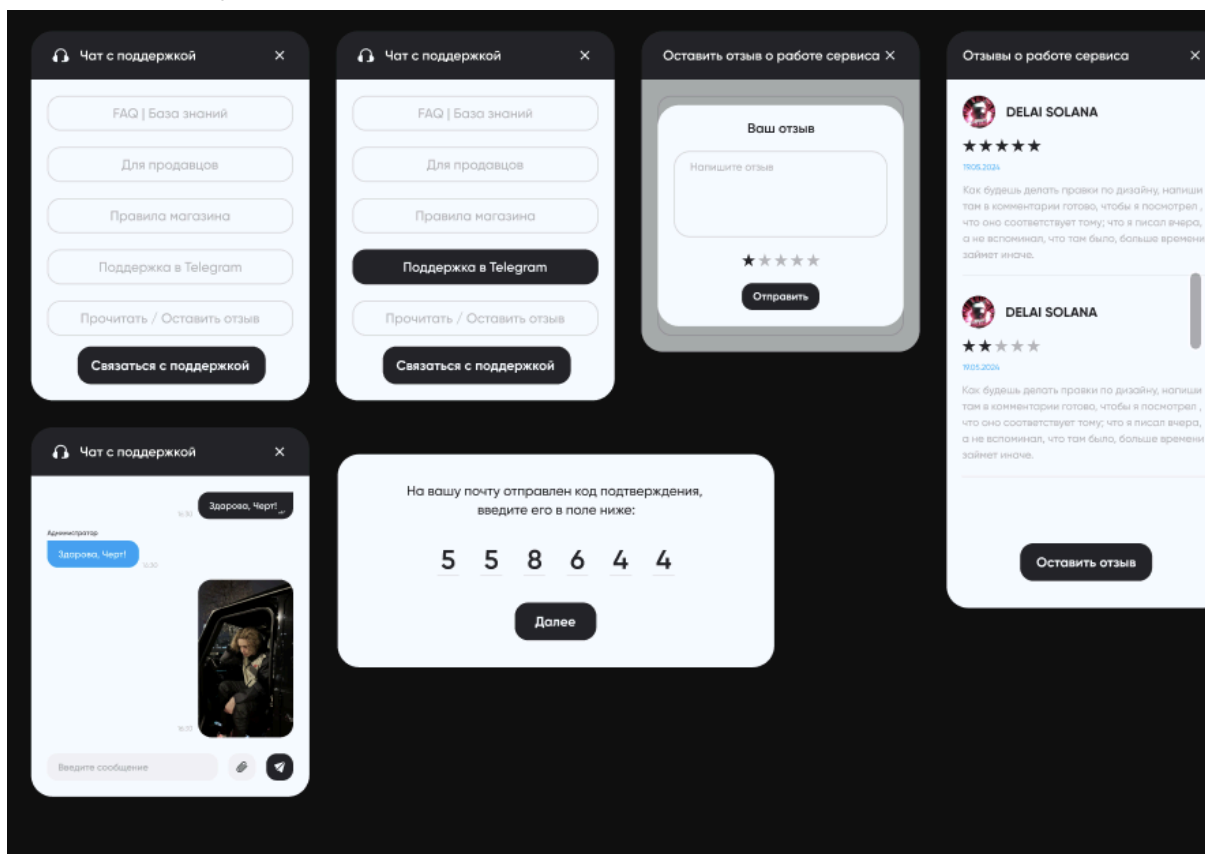 Чат с поддержкой
FAQ | База знаний
Для продавцов
Правила магазина
Поддержка в Telegram
Прочитать / Оставить отзыв
Связаться с поддержкой
Чат с поддержкой
FAQ | База знаний
Для продавцов
Правила магазина
Поддержка в Telegram
Прочитать / Оставить отзыв
Связаться с поддержкой
Оставить отзыв о работе сервиса
Ваш отзыв
Напишите отзыв
Отправить
Отзывы о работе сервиса
DELAI SOLANA
19.05.2024
Как будешь делать правки по дизайну, напиши
там в комментарии готово, чтобы я посмотрел ,
что оно соответствует тому; что я писал вчера,
а не вспоминал, что там было, больше времени
займет иначе.
DELAI SOLANA
19.05.2024
Как будешь делать правки по дизайну, напиши
там в комментарии готово, чтобы я посмотрел ,
что оно соответствует тому; что я писал вчера,
а не вспоминал, что там было, больше времени
займет иначе.
Оставить отзыв
Чат с поддержкой
Здарова, Черт!
16:30
Администратор
Здарова, Черт!
Введите сообщение
На вашу почту отправлен код подтверждения,
введите его в поле ниже:
5 5 8 6 4 4
Далее